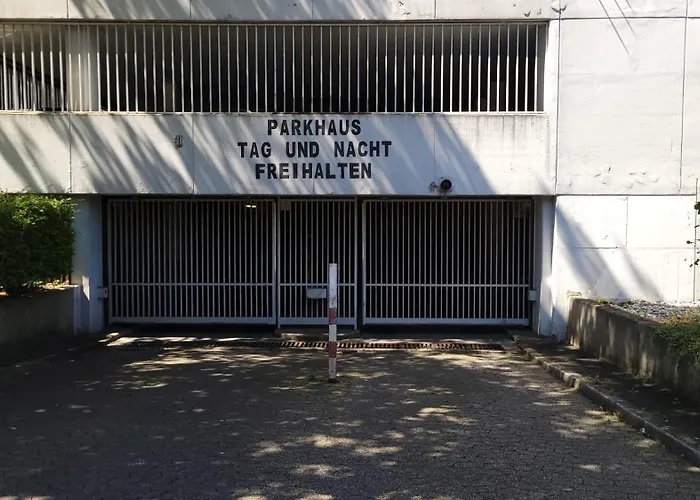 PARKHAUS
TAG UND NACHT
FREIHALTEN